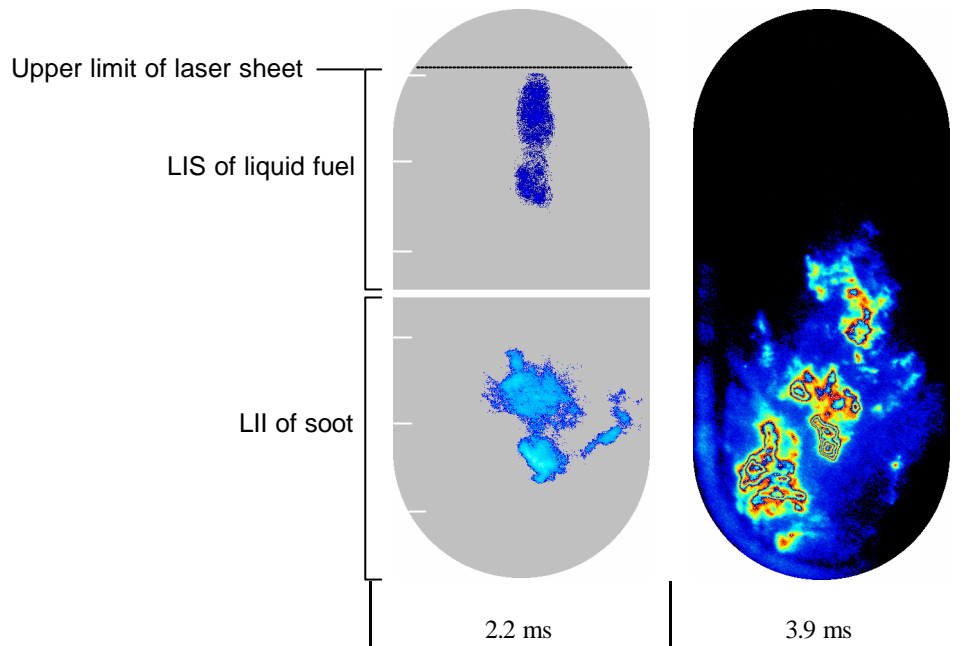 Upper limit of laser sheet
LIS of liquid fuel
LII of soot
2.2 ms
3.9 ms